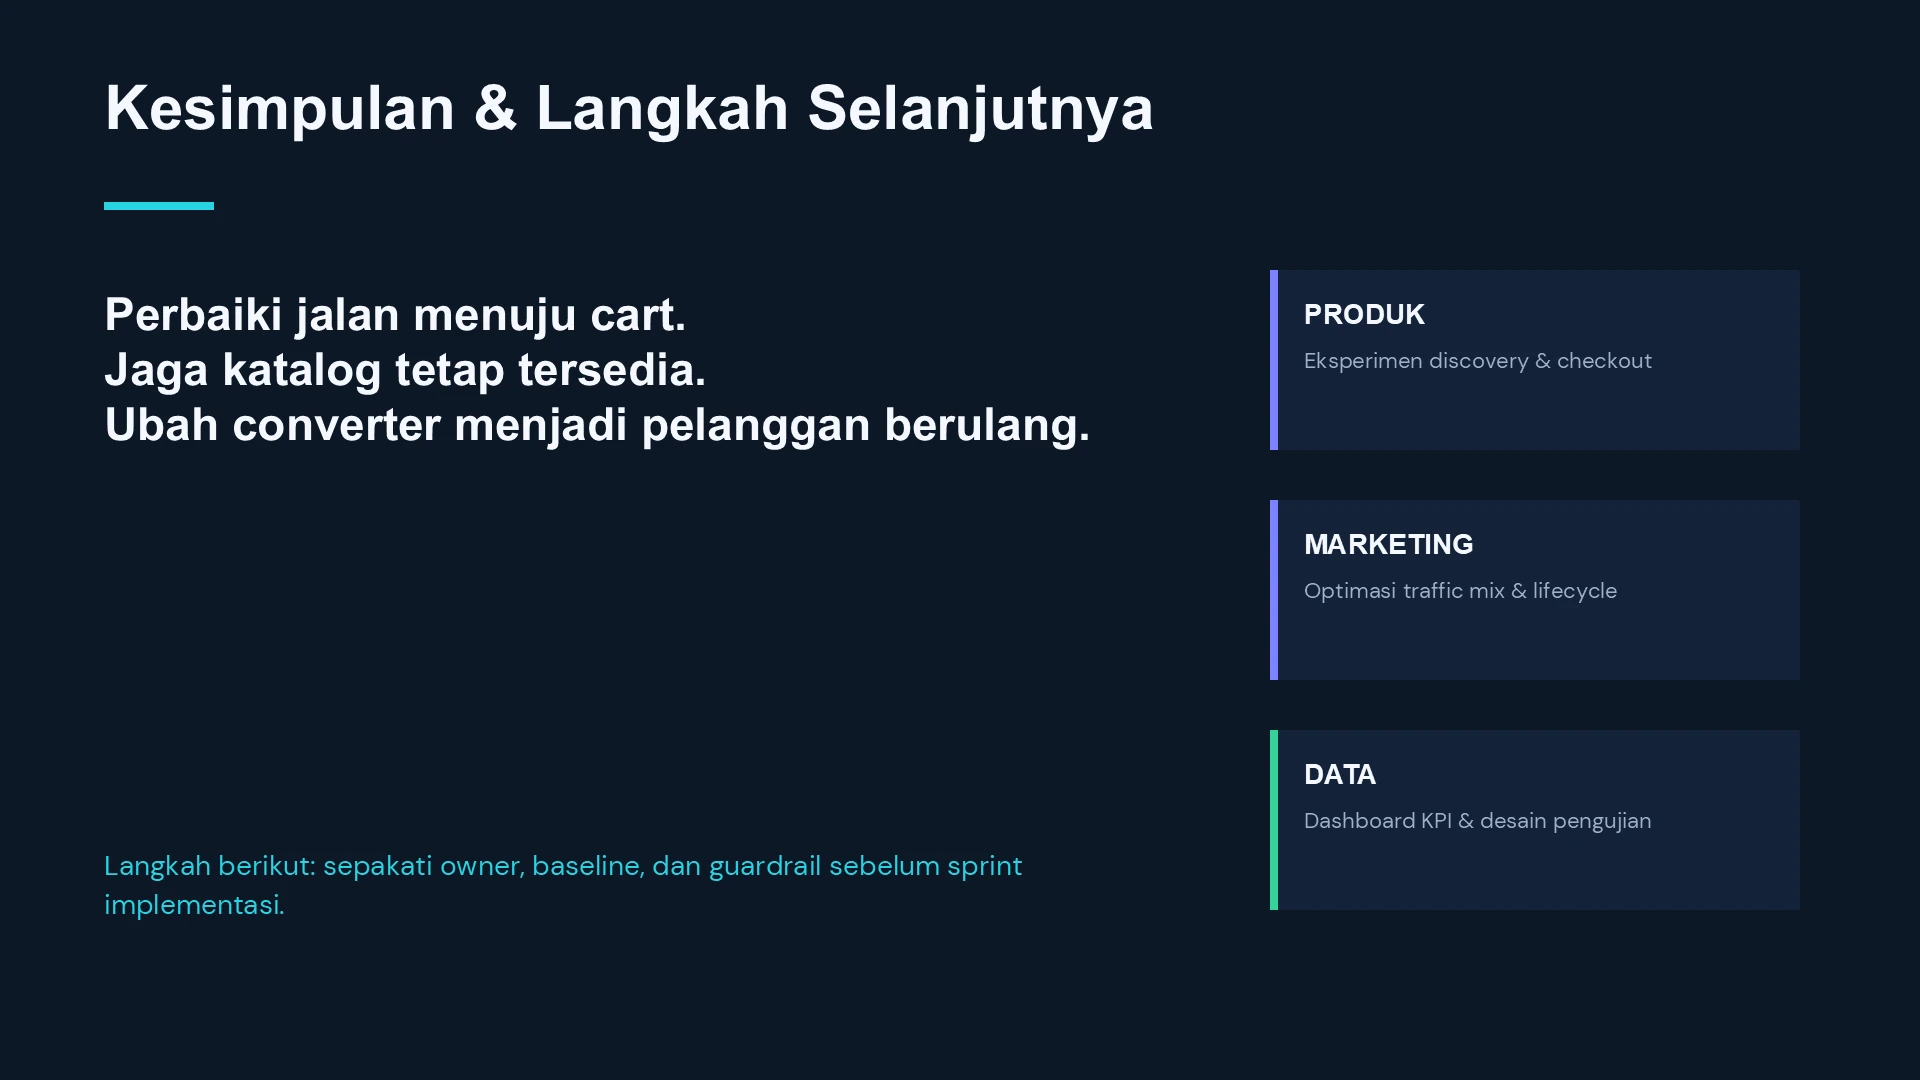 Kesimpulan & Langkah Selanjutnya
Perbaiki jalan menuju cart.
Jaga katalog tetap tersedia.
Ubah converter menjadi pelanggan berulang.
Langkah berikut: sepakati owner, baseline, dan guardrail sebelum sprint
implementasi.
PRODUK
Eksperimen discovery & checkout
MARKETING
Optimasi traffic mix & lifecycle
DATA
Dashboard KPI & desain pengujian